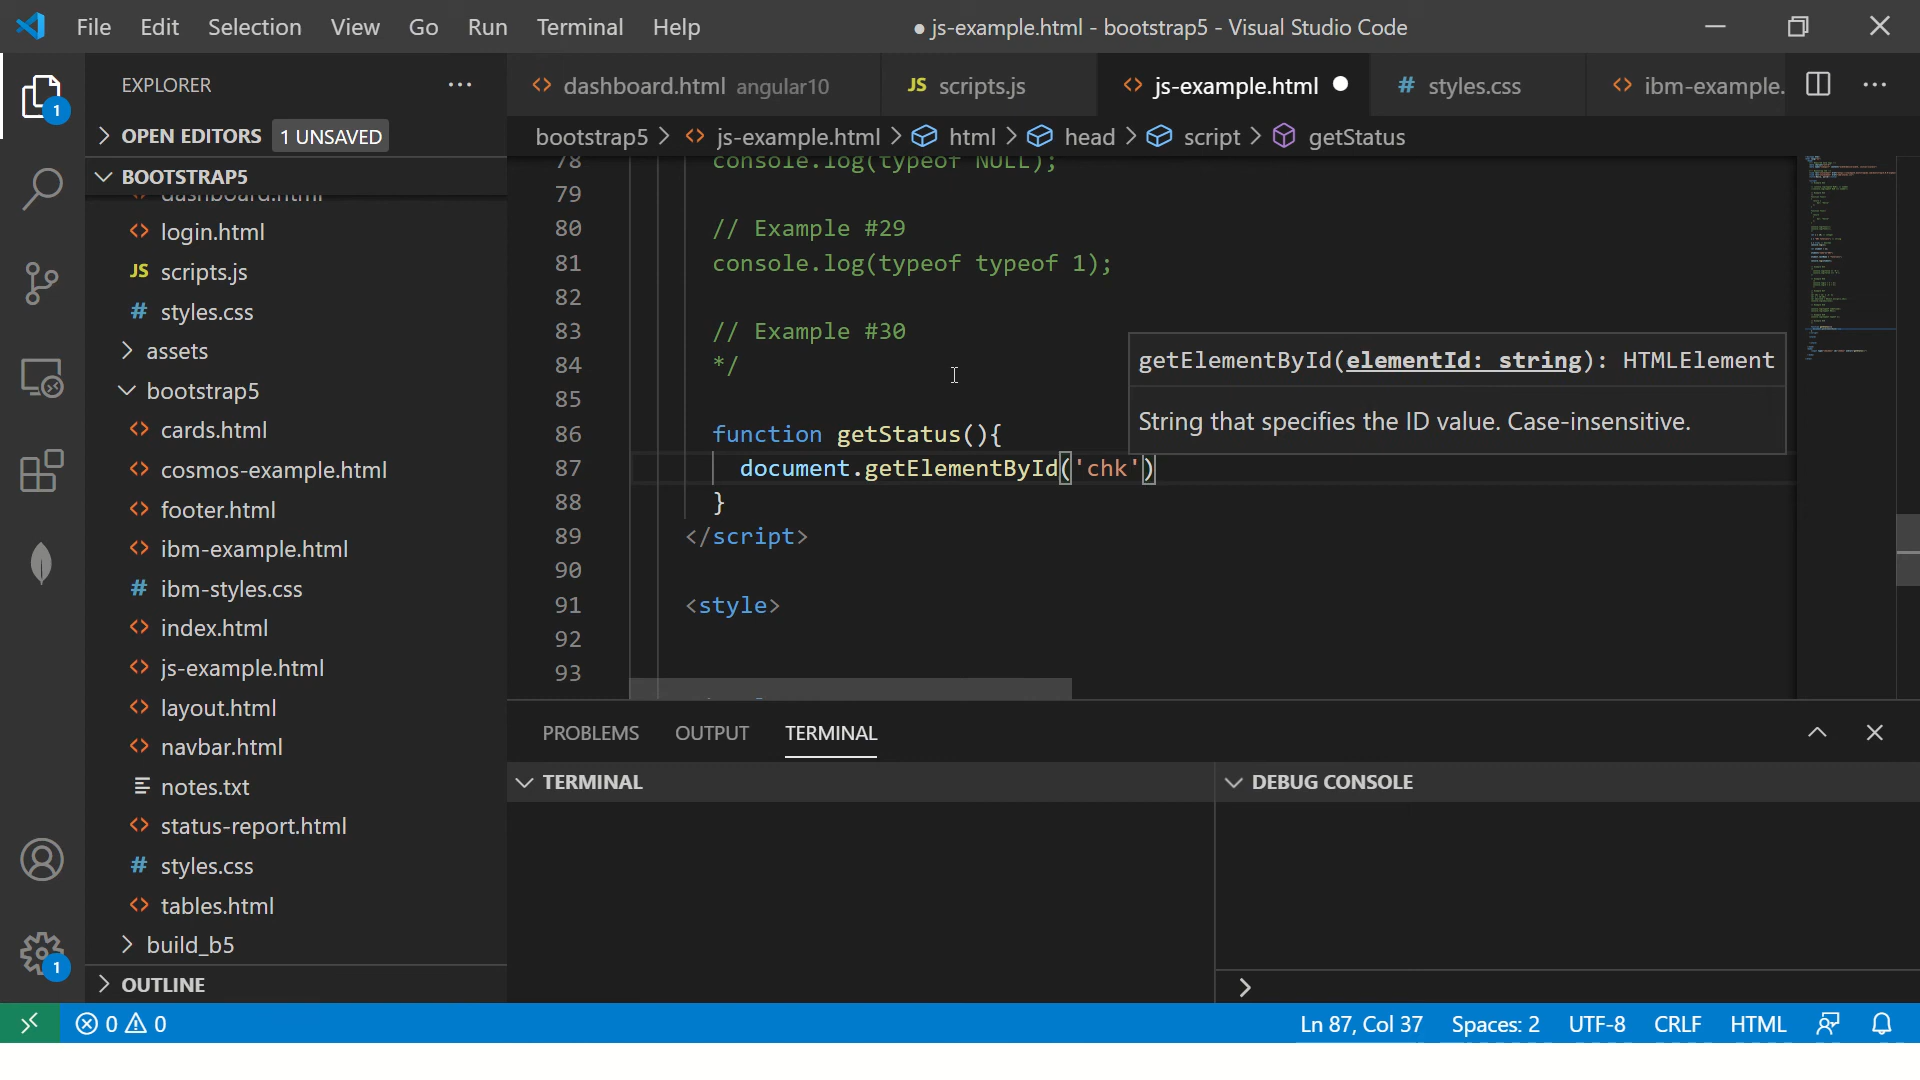 File Edit Selection View Go Run Terminal Help
● js-example.html - bootstrap5 - Visual Studio Code
EXPLORER
OPEN EDITORS 1 UNSAVED
BOOTSTRAP5
dashboard.html
login.html
JS scripts.js
# styles.css
assets
bootstrap5
cards.html
cosmos-example.html
footer.html
ibm-example.html
# ibm-styles.css
index.html
js-example.html
layout.html
navbar.html
notes.txt
status-report.html
# styles.css
tables.html
build_b5
OUTLINE
1
1
dashboard.html angular10 JS scripts.js js-example.html # styles.css ibm-example.
bootstrap5 > js-example.html > html > head > script > getStatus
78 console.log(typeof NULL);
79
80 // Example #29
81 console.log(typeof typeof 1);
82
83 // Example #30
84 */
85
86 function getStatus(){
87 document.getElementById('chk')
88 }
89 </script>
90
91 <style>
92
93
getElementById(elementId: string): HTMLElement
String that specifies the ID value. Case-insensitive.
PROBLEMS OUTPUT TERMINAL
TERMINAL
DEBUG CONSOLE
0 0
Ln 87, Col 37 Spaces: 2 UTF-8 CRLF HTML